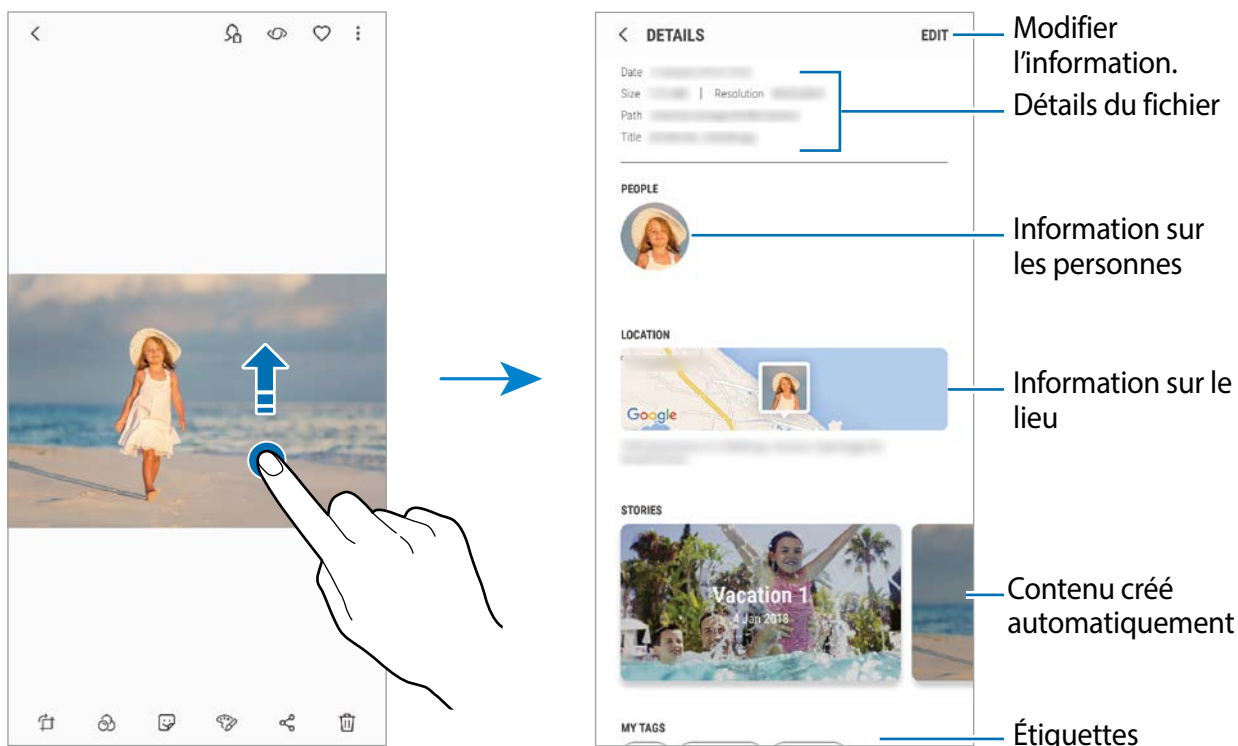 DETAILS
EDIT
Modifier
l'information.
Date
Size | Resolution
Path
Title
Détails du fichier
PEOPLE
Information sur
les personnes
LOCATION
Google
Information sur le
lieu
STORIES
Vacation 1
4 Jan 2018
Contenu créé
automatiquement
MY TAGS
Étiquettes